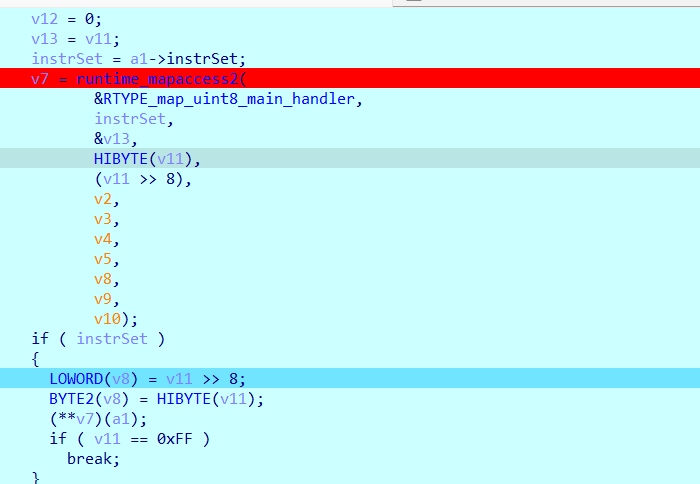 v12 = 0;
v13 = v11;
instrSet = a1->instrSet;
v7 = runtime_mapaccess2(
&RTYPE_map_uint8_main_handler,
instrSet,
&v13,
HIBYTE(v11),
(v11 >> 8),
v2,
v3,
v4,
v5,
v8,
v9,
v10);
if ( instrSet )
{
LOWORD(v8) = v11 >> 8;
BYTE2(v8) = HIBYTE(v11);
(**v7)(a1);
if ( v11 == 0xFF )
break;
}